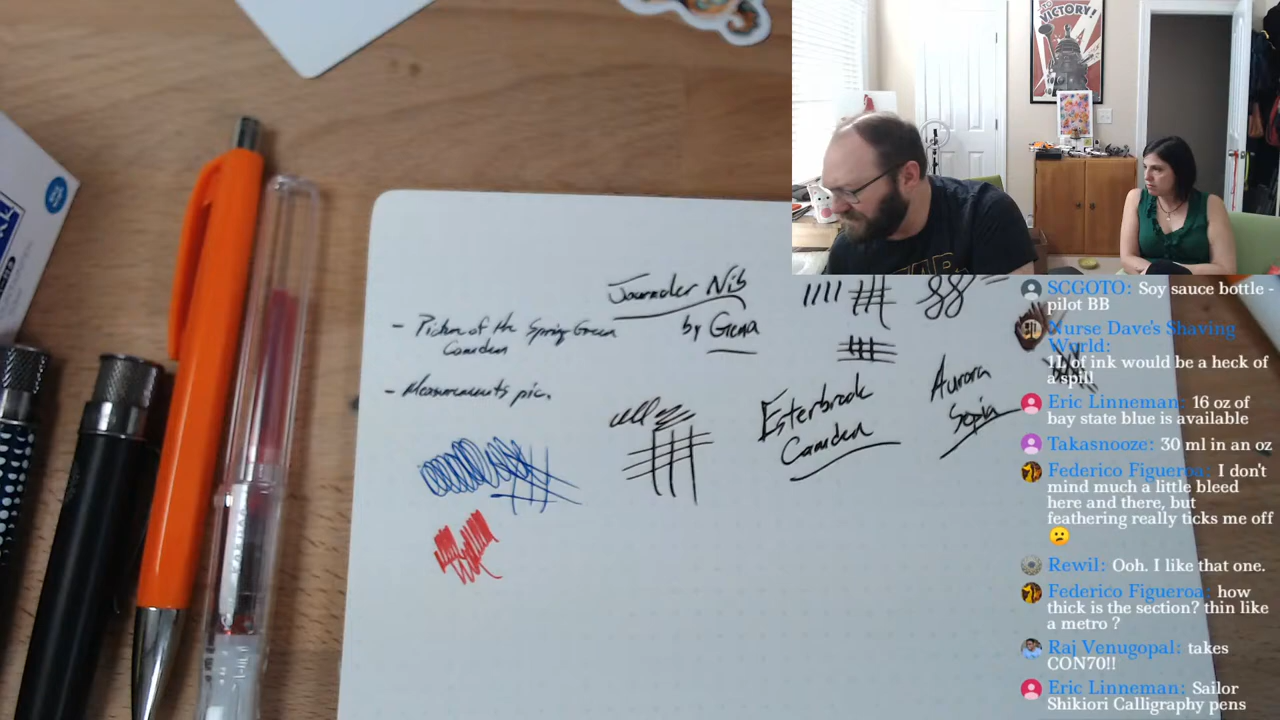 TO VICTORY!
Journaler Nib
by Gena
- Picture of the Spring Green
Camden
- Measurements pic.
Esterbrook
Camden
Aurora
Sepia
SCGOTO: Soy sauce bottle -
pilot BB
Nurse Dave's Shaving
World:
1L of ink would be a heck of
a spill
Eric Linneman: 16 oz of
bay state blue is available
Takasnooze: 30 ml in an oz
Federico Figueroa: I don't
mind much a little bleed
here and there, but
feathering really ticks me off
😕
Rewil: Ooh. I like that one.
Federico Figueroa: how
thick is the section? thin like
a metro ?
Raj Venugopal: takes
CON70!!
Eric Linneman: Sailor
Shikiori Calligraphy pens